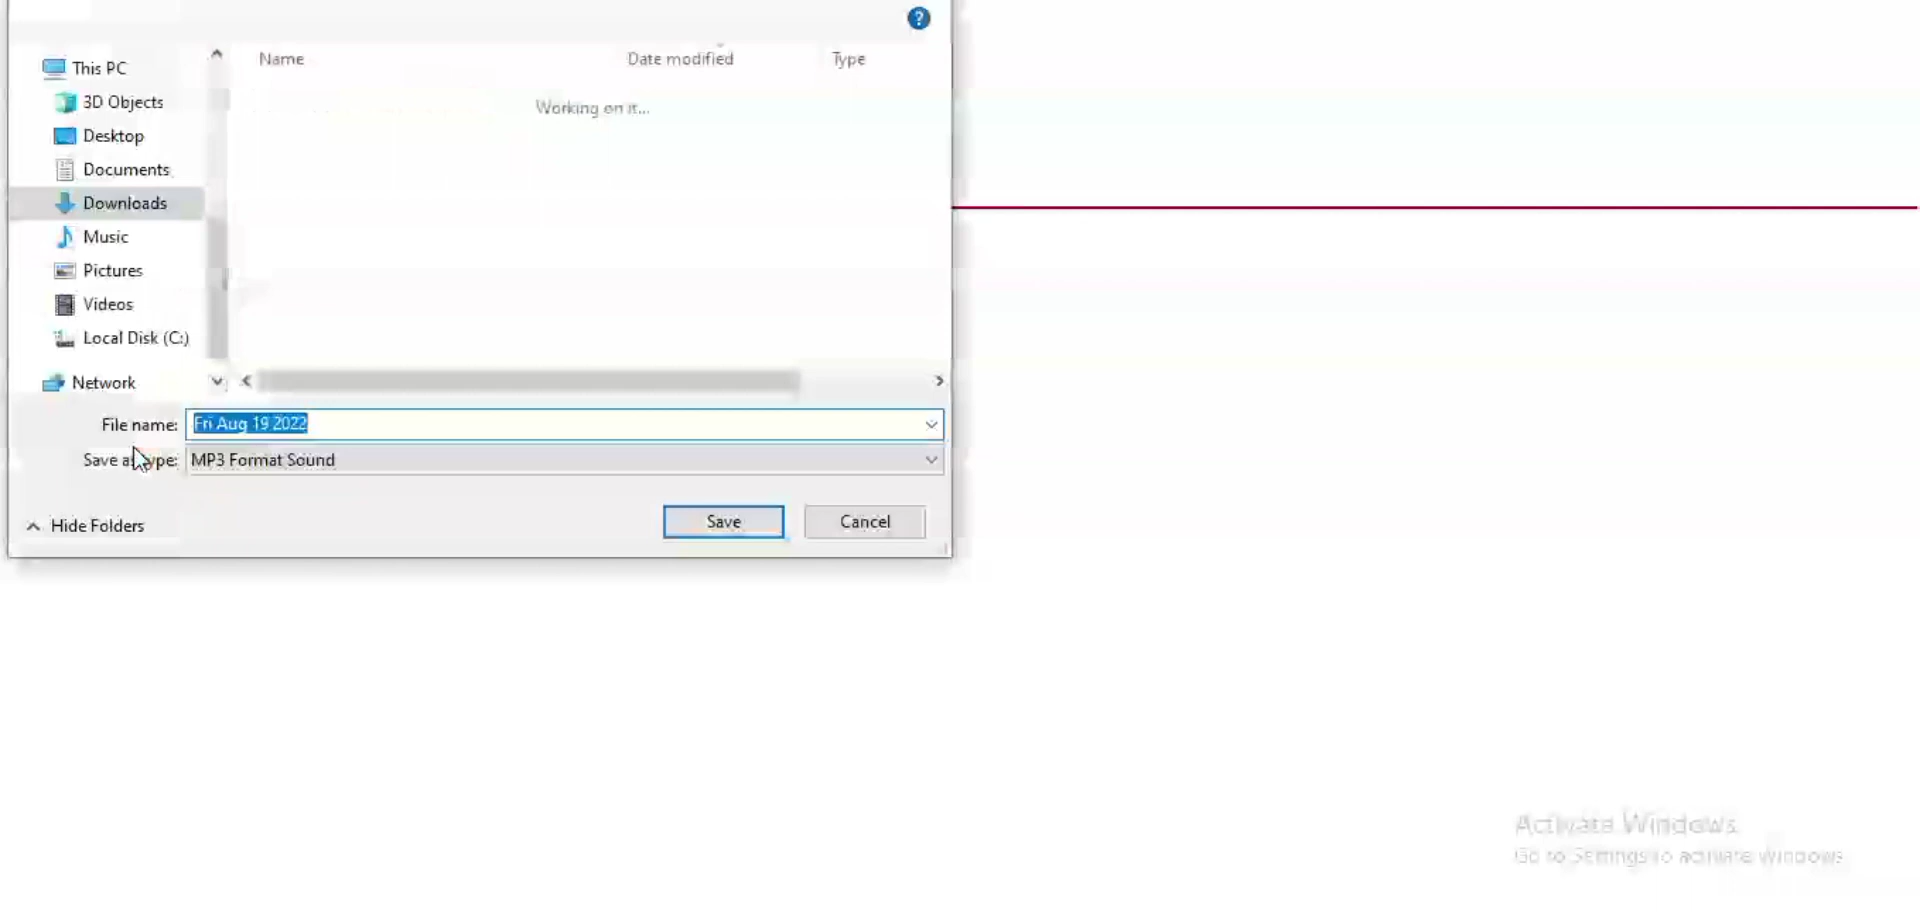 ?
Name Date modified Type
Working on it...
This PC
3D Objects
Desktop
Documents
Downloads
Music
Pictures
Videos
Local Disk (C:)
Network
File name: Fri Aug 19 2022
Save as type: MP3 Format Sound
Hide Folders
Save Cancel
Activate Windows
Go to Settings to activate Windows.